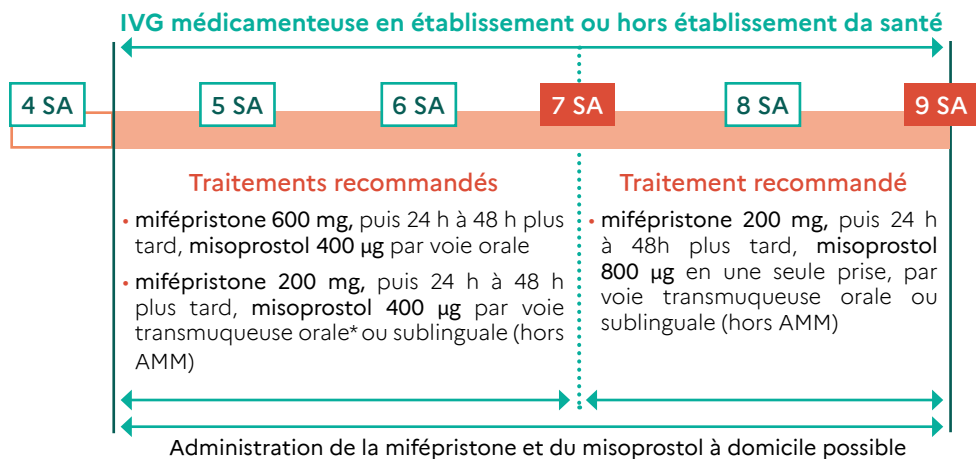 IVG médicamenteuse en établissement ou hors établissement da santé
4 SA
5 SA
6 SA
7 SA
8 SA
9 SA
Traitements recommandés
• mifépristone 600 mg, puis 24 h à 48 h plus
tard, misoprostol 400 µg par voie orale
• mifépristone 200 mg, puis 24 h à 48 h
plus tard, misoprostol 400 µg par voie
transmuqueuse orale* ou sublinguale (hors
AMM)
Traitement recommandé
• mifépristone 200 mg, puis 24 h
à 48h plus tard, misoprostol
800 µg en une seule prise, par
voie transmuqueuse orale ou
sublinguale (hors AMM)
Administration de la mifépristone et du misoprostol à domicile possible